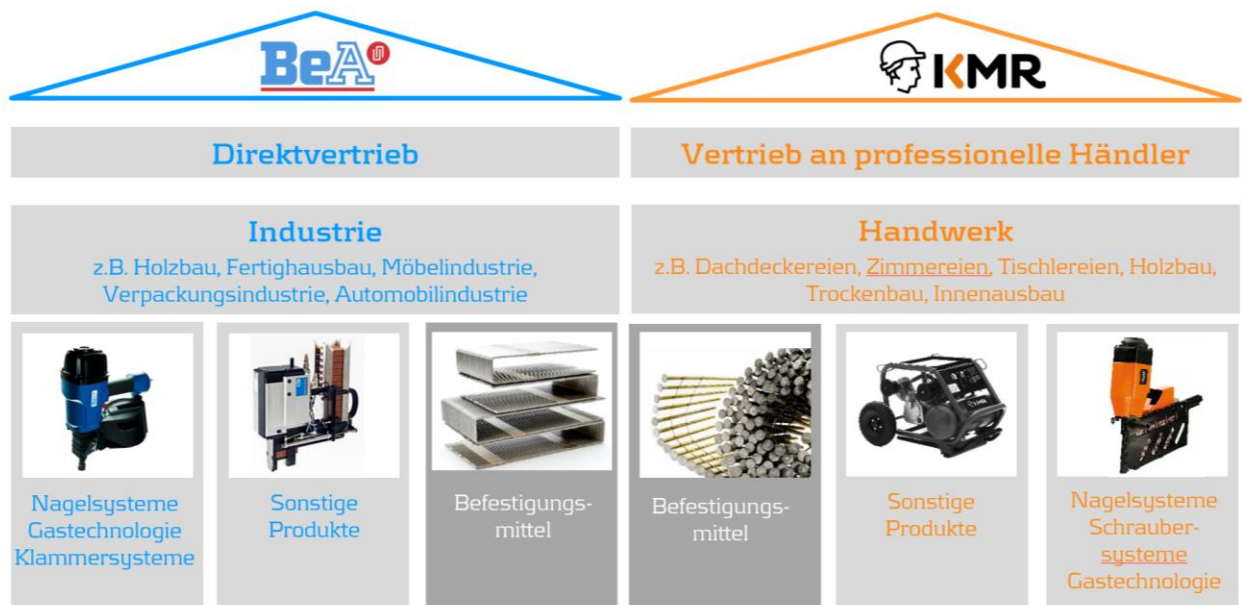 BeA
KMR
Direktvertrieb
Vertrieb an professionelle Händler
Industrie
z.B. Holzbau, Fertighausbau, Möbelindustrie,
Verpackungsindustrie, Automobilindustrie
Handwerk
z.B. Dachdeckereien, Zimmereien, Tischlereien, Holzbau,
Trockenbau, Innenausbau
Nagelsysteme
Gastechnologie
Klammersysteme
Sonstige
Produkte
Befestigungs-
mittel
Befestigungs-
mittel
KMR
Sonstige
Produkte
Nagelsysteme
Schrauber-
systeme
Gastechnologie